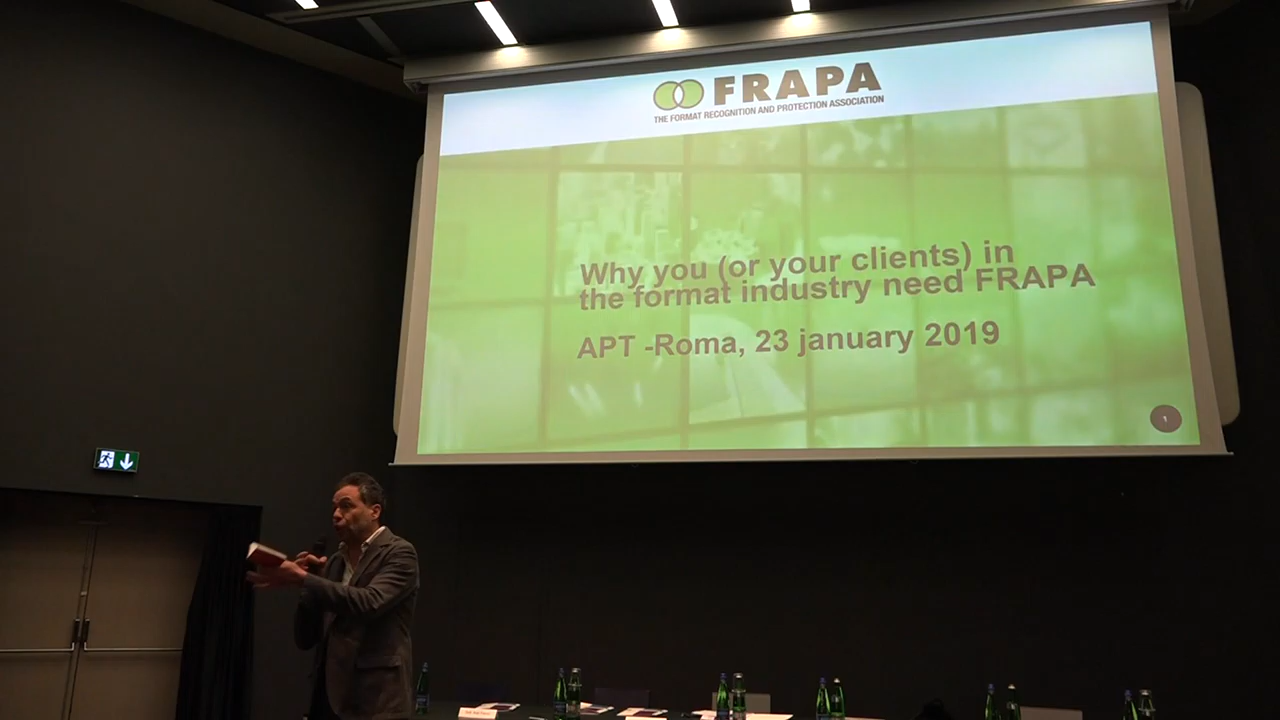 FRAPA
THE FORMAT RECOGNITION AND PROTECTION ASSOCIATION
Why you (or your clients) in
the format industry need FRAPA
APT -Roma, 23 january 2019
1